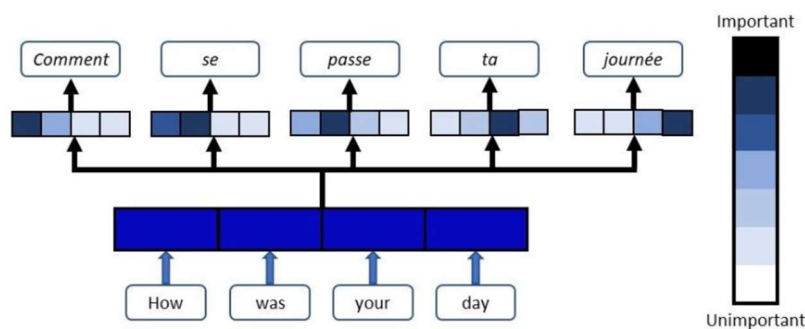 Important
Comment se passe ta journée
How was your day
Unimportant